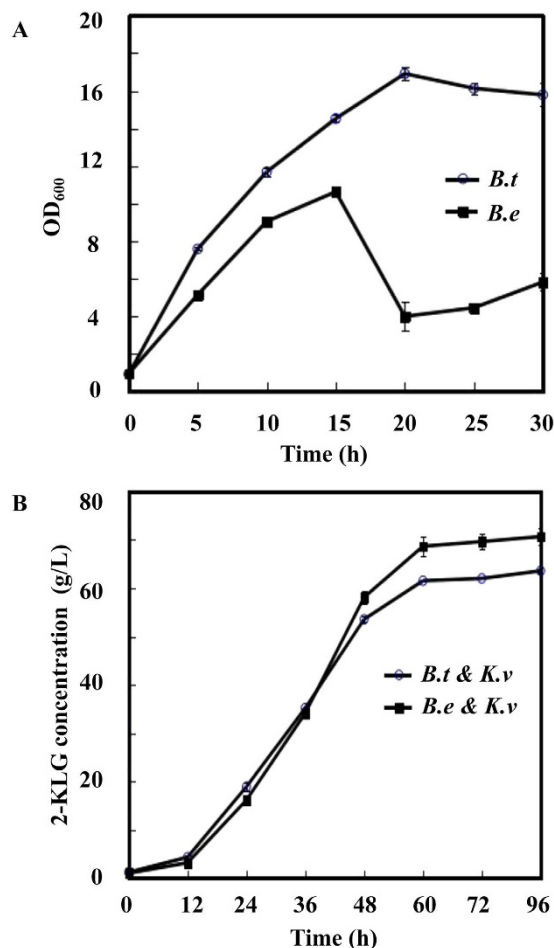 A
20
16
12
8
4
0
OD600
B.t
B.e
0 5 10 15 20 25 30
Time (h)
B
80
60
40
20
0
2-KLG concentration (g/L)
B.t & K.v
B.e & K.v
0 12 24 36 48 60 72 96
Time (h)